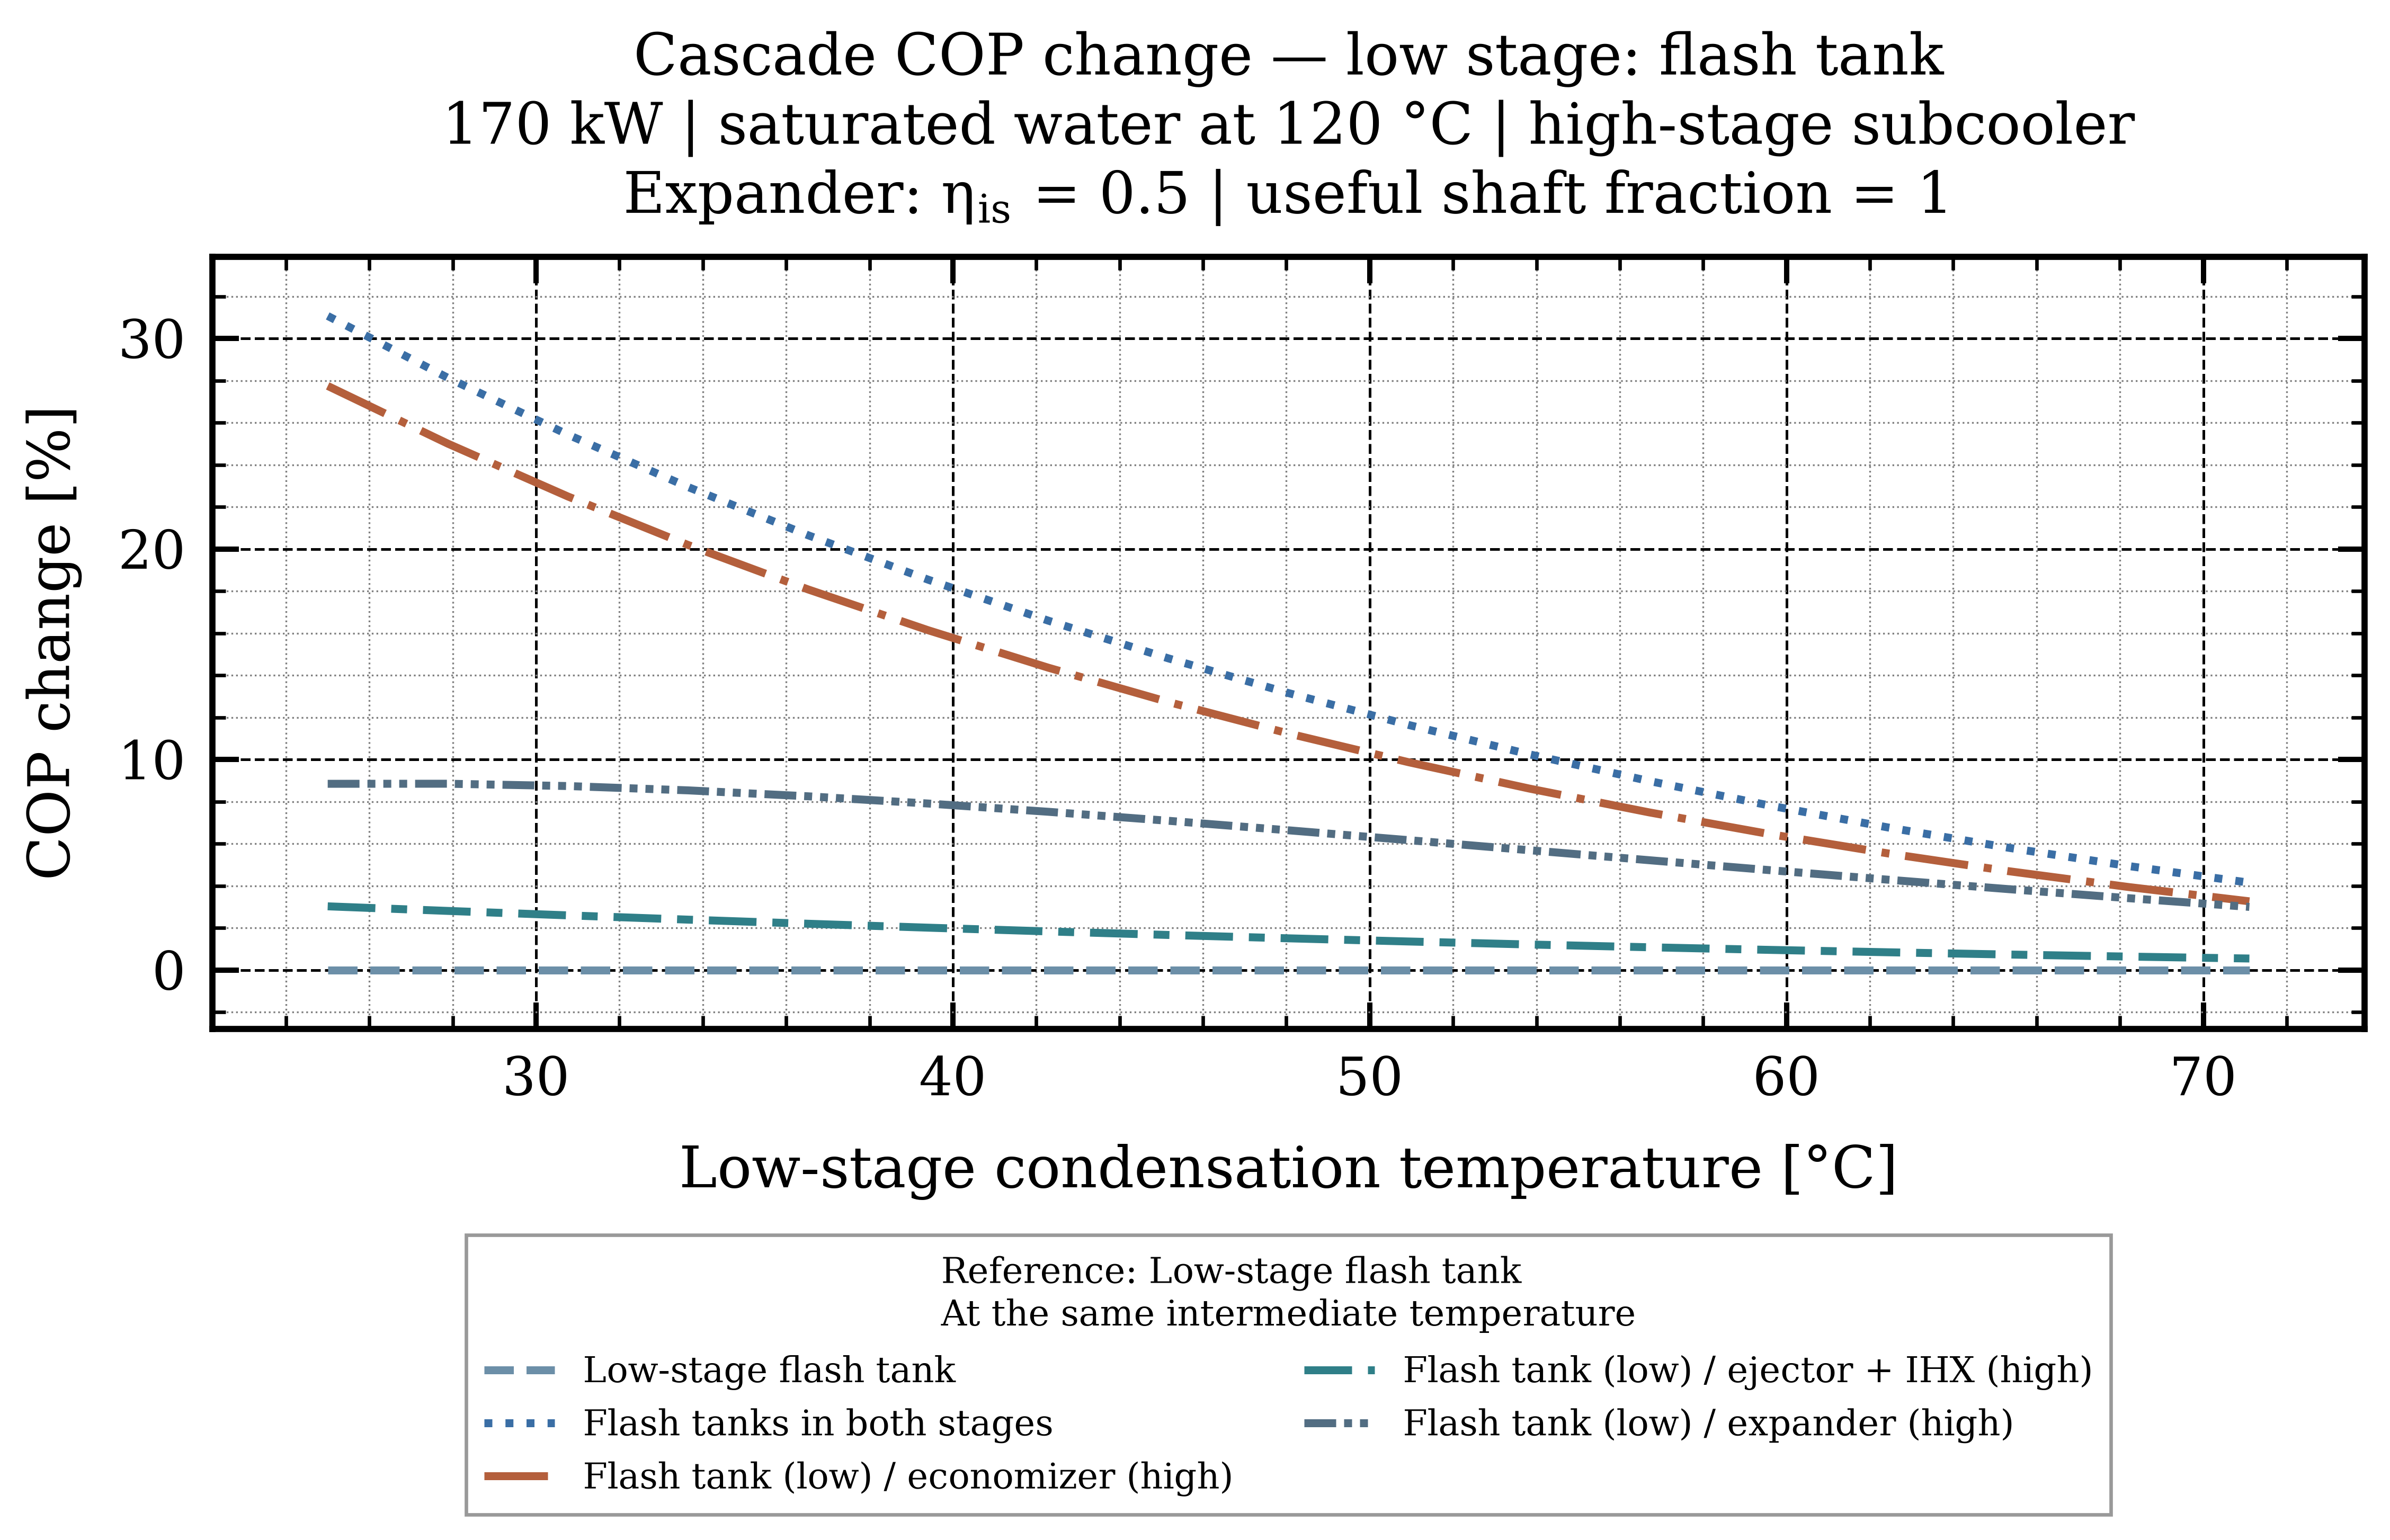 Cascade COP change — low stage: flash tank
170 kW | saturated water at 120 °C | high-stage subcooler
Expander: ηis = 0.5 | useful shaft fraction = 1
COP change [%]
30
20
10
0
30 40 50 60 70
Low-stage condensation temperature [°C]
Reference: Low-stage flash tank
At the same intermediate temperature
Low-stage flash tank
Flash tanks in both stages
Flash tank (low) / economizer (high)
Flash tank (low) / ejector + IHX (high)
Flash tank (low) / expander (high)